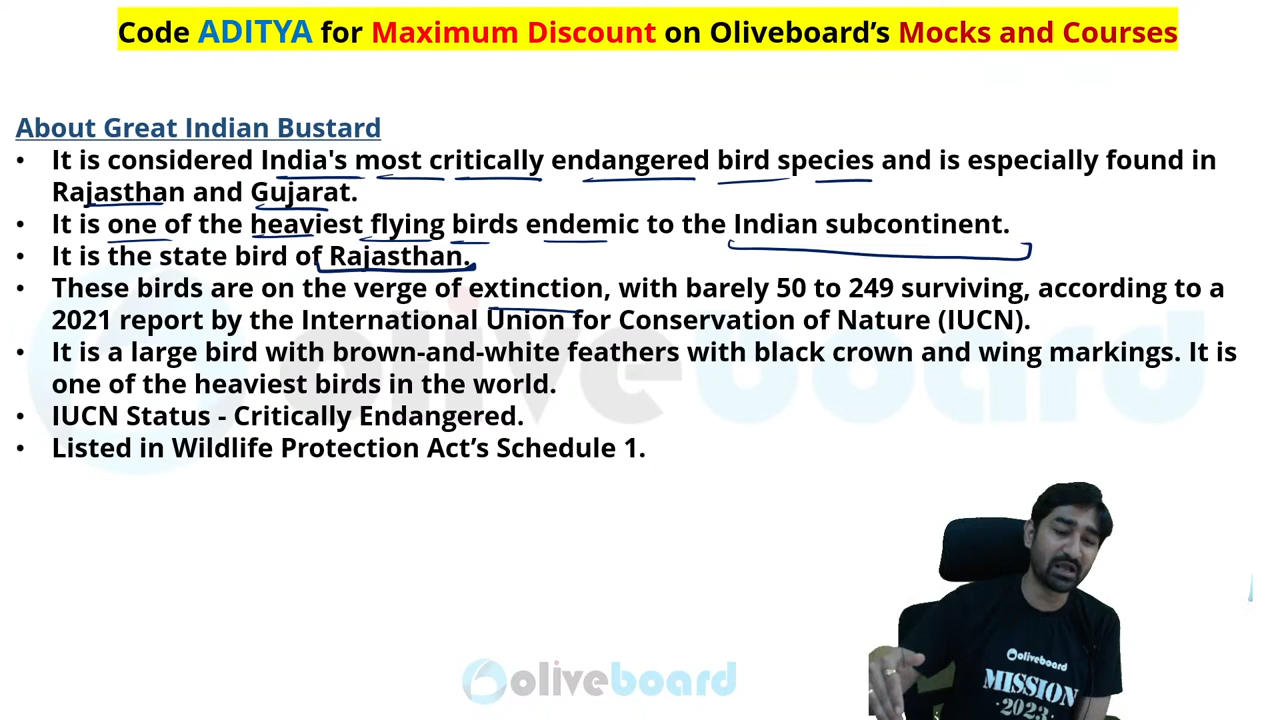 Code ADITYA for Maximum Discount on Oliveboard’s Mocks and Courses
About Great Indian Bustard
• It is considered India's most critically endangered bird species and is especially found in
Rajasthan and Gujarat.
• It is one of the heaviest flying birds endemic to the Indian subcontinent.
• It is the state bird of Rajasthan.
• These birds are on the verge of extinction, with barely 50 to 249 surviving, according to a
2021 report by the International Union for Conservation of Nature (IUCN).
• It is a large bird with brown-and-white feathers with black crown and wing markings. It is
one of the heaviest birds in the world.
• IUCN Status - Critically Endangered.
• Listed in Wildlife Protection Act’s Schedule 1.
oliveboard
oliveboard
oliveboard
MISSION
·2023·